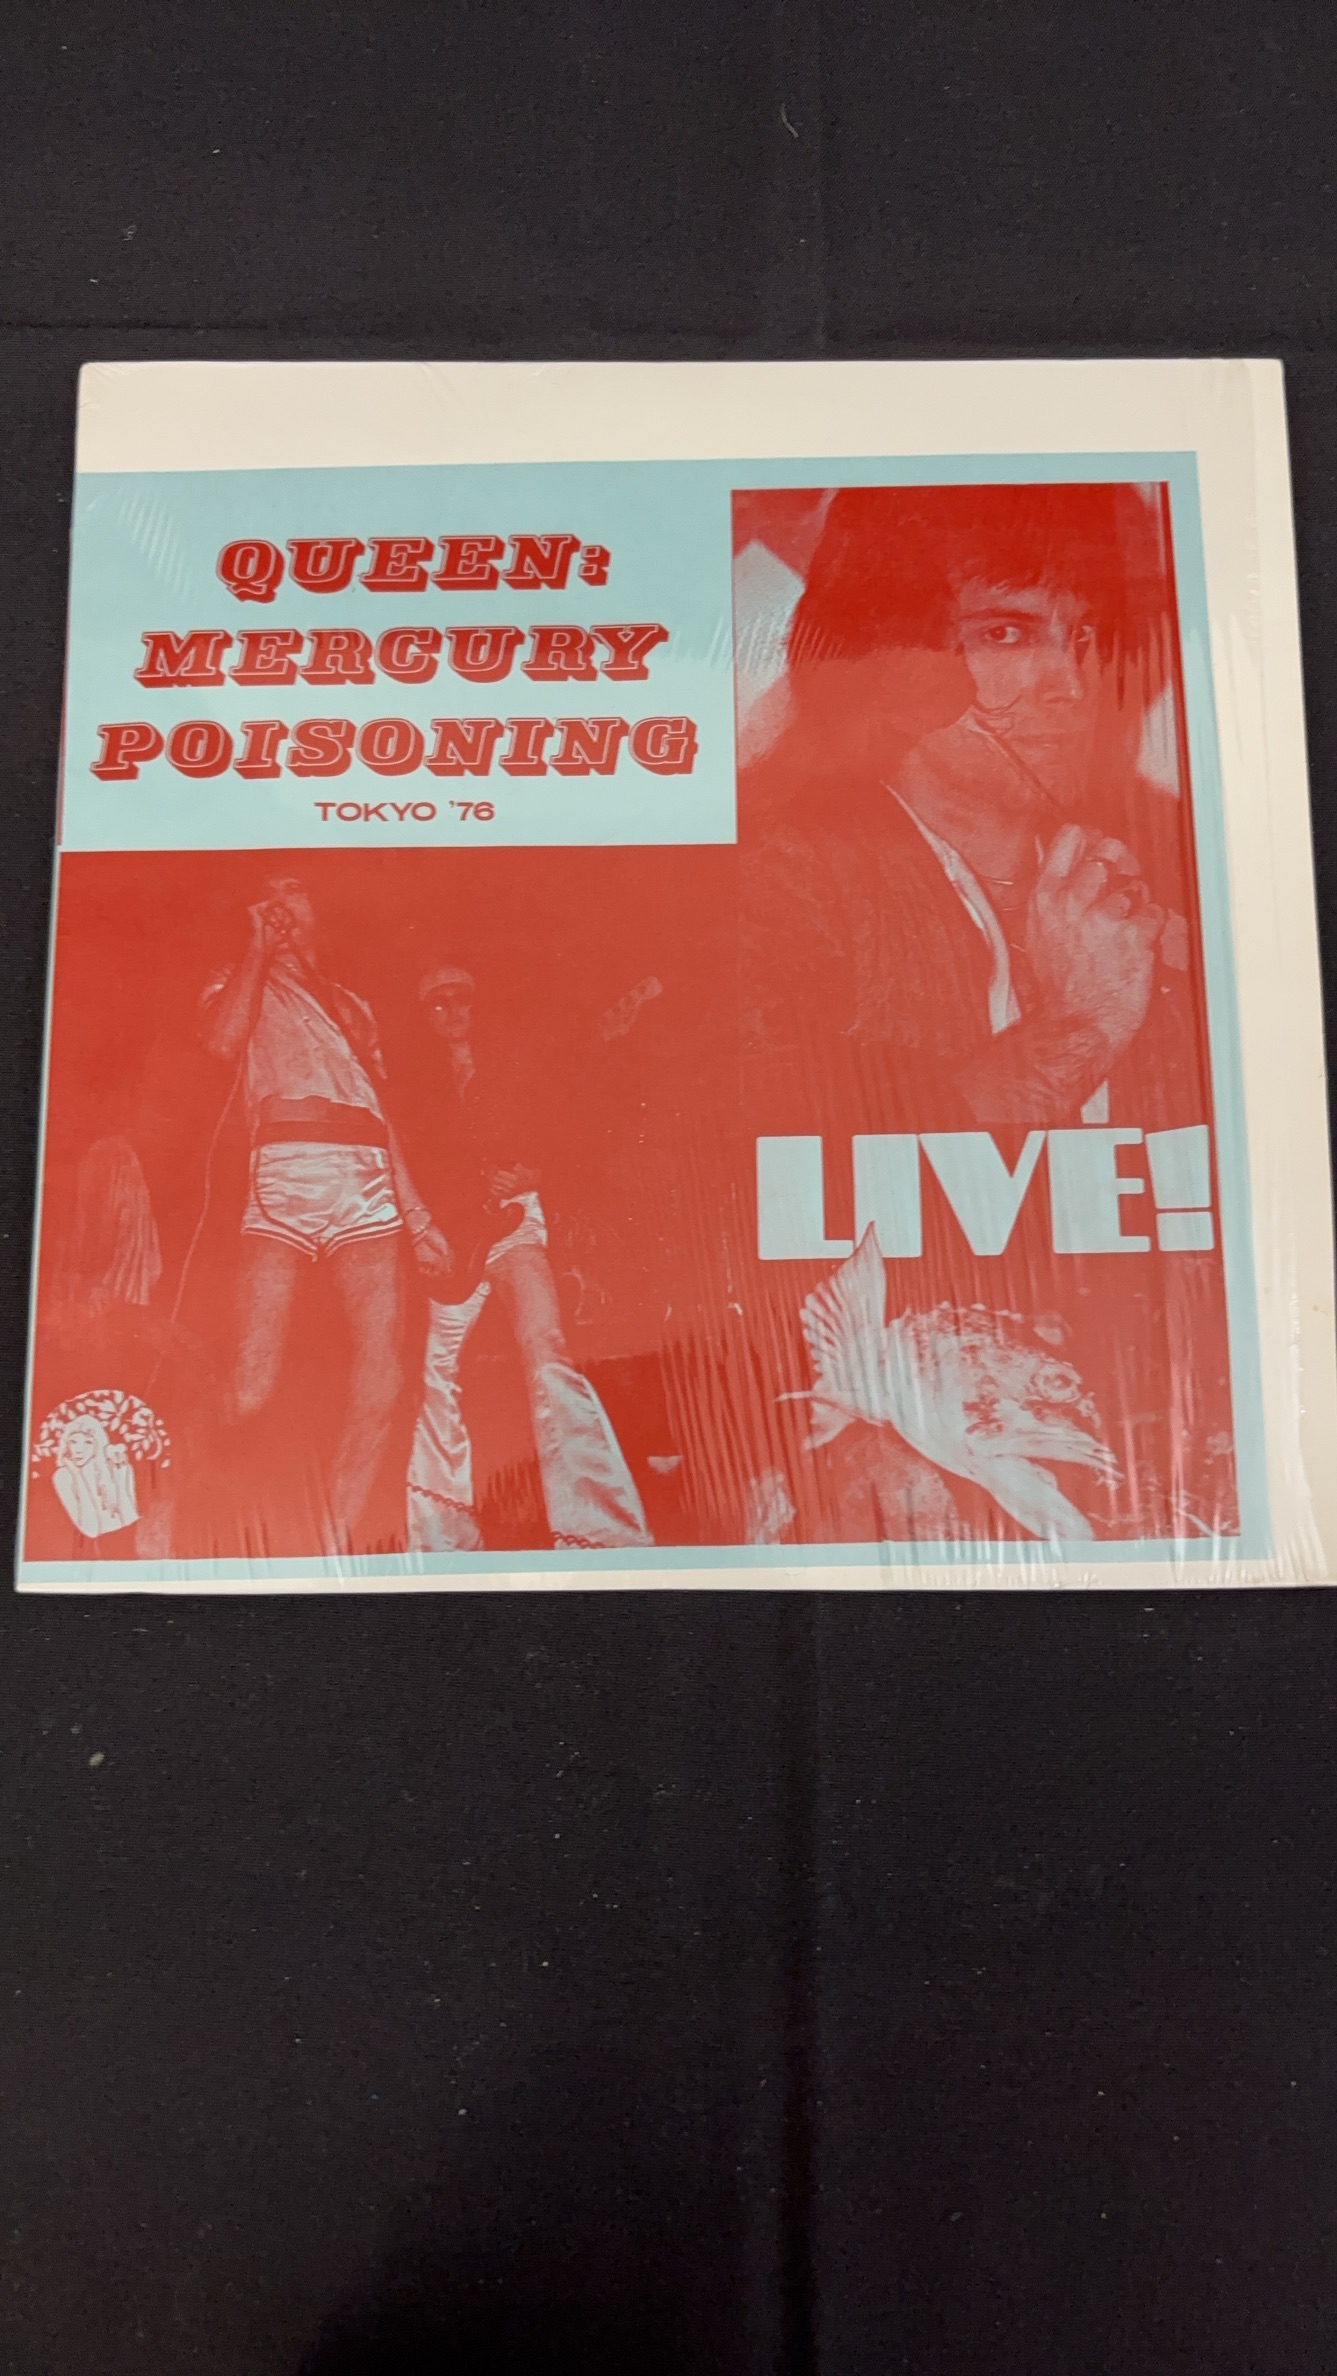 QUEEN:
MERCURY
POISONING
TOKYO '76
LIVE!